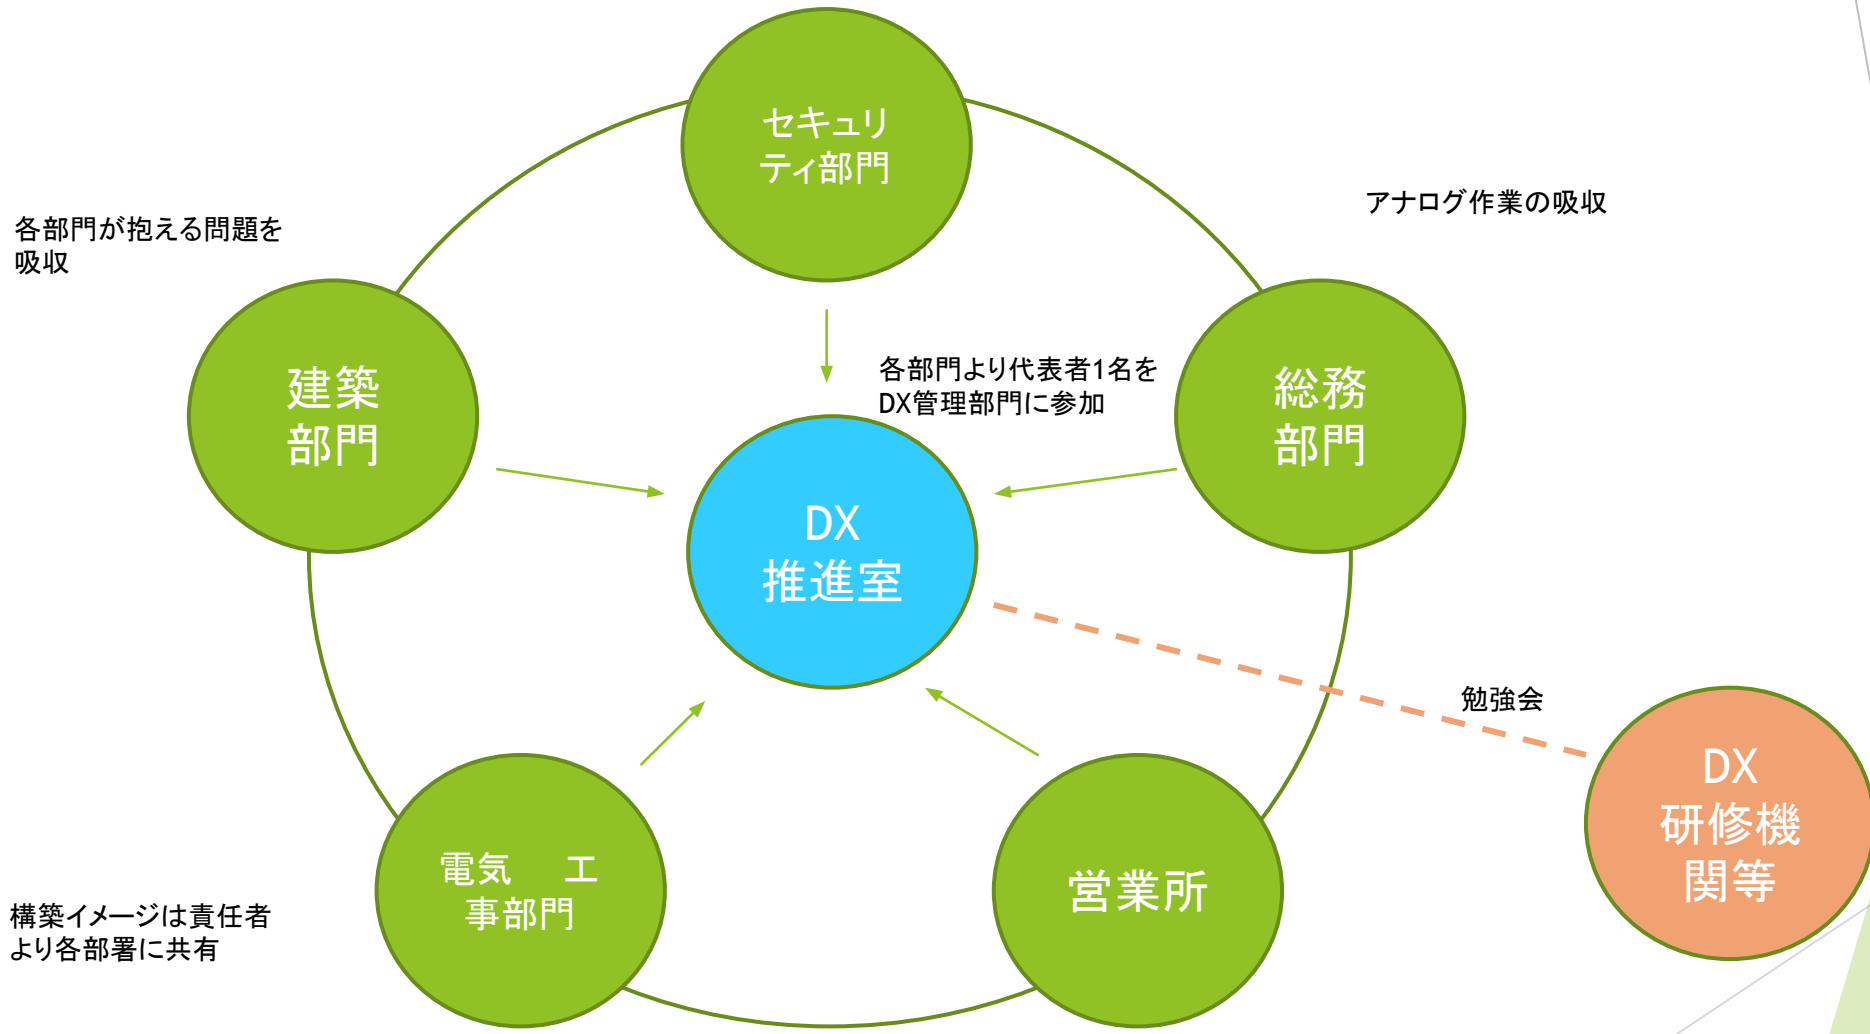 セキュリ
ティ部門
アナログ作業の吸収
各部門が抱える問題を
吸収
建築
部門
各部門より代表者1名を
DX管理部門に参加
総務
部門
DX
推進室
勉強会
DX
研修機
関等
電気　工
事部門
営業所
構築イメージは責任者
より各部署に共有